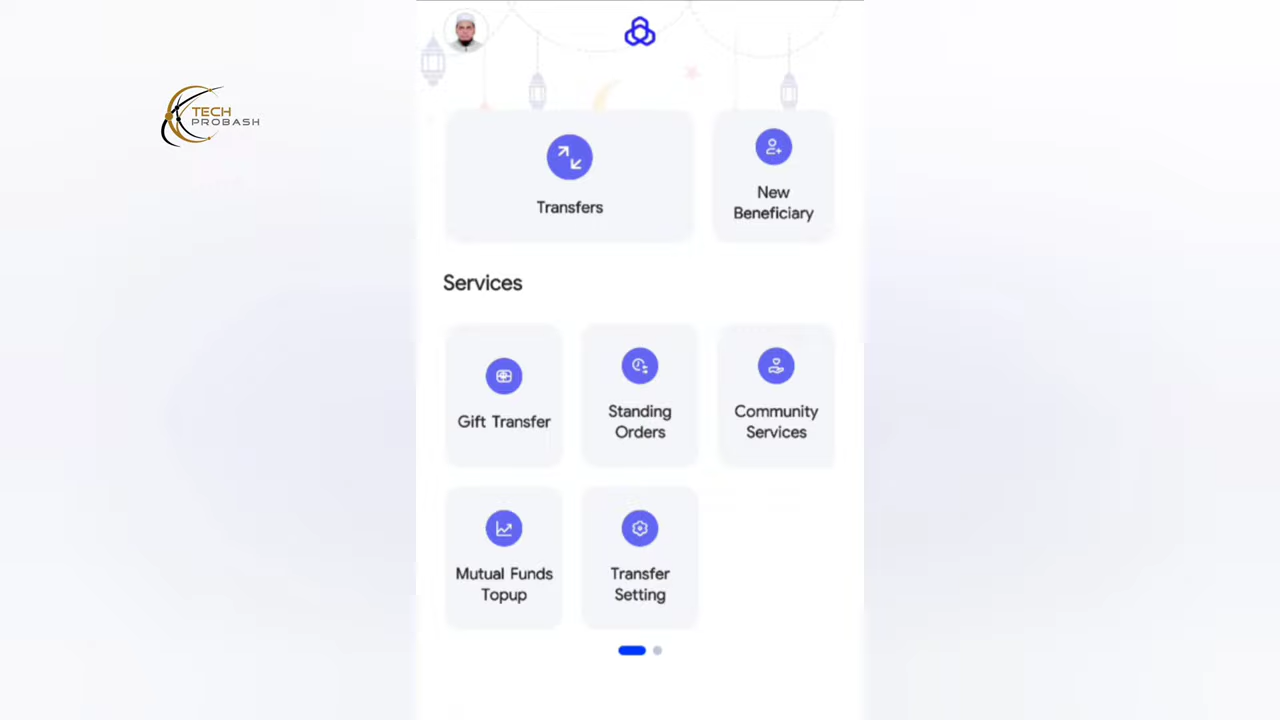 TECH
PROBASH
Transfers
New
Beneficiary
Services
Gift Transfer
Standing
Orders
Community
Services
Mutual Funds
Topup
Transfer
Setting